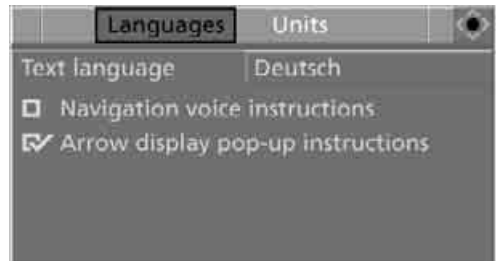 Languages Units
Text language Deutsch
Navigation voice instructions
Arrow display pop-up instructions